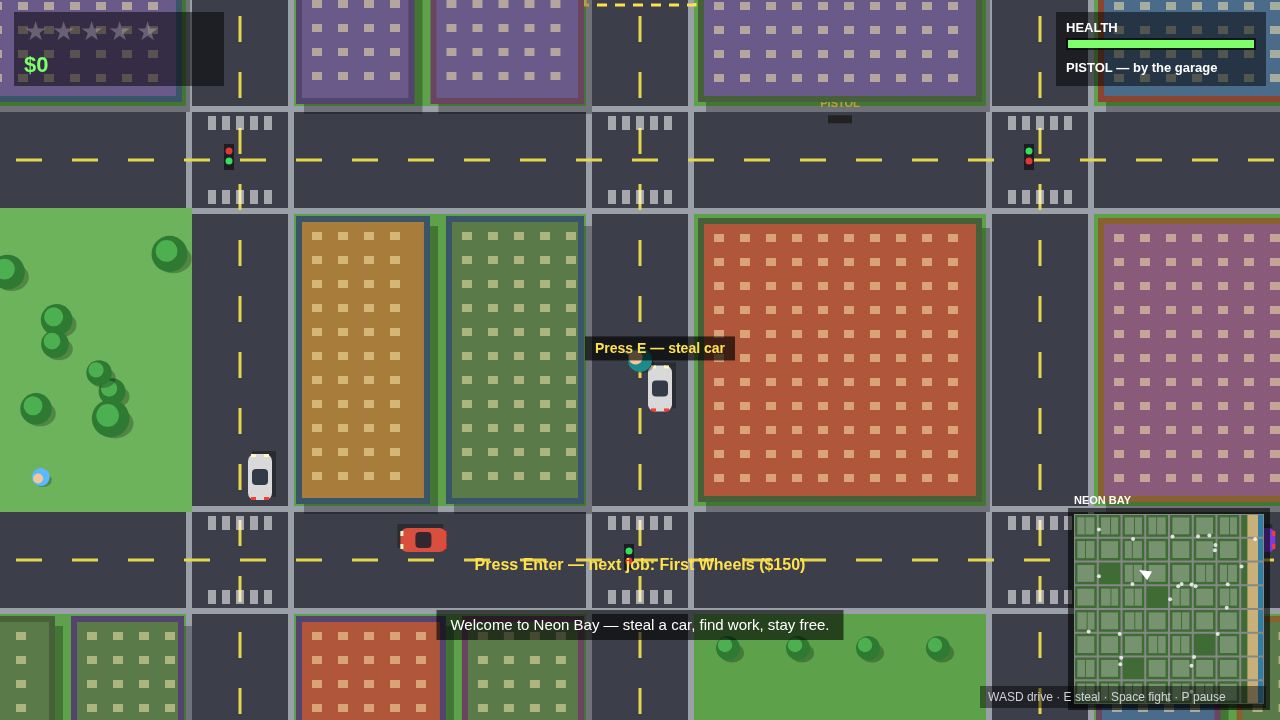 $0
HEALTH
PISTOL — by the garage
PISTOL
Press E — steal car
NEON BAY
Press Enter — next job: First Wheels ($150)
Welcome to Neon Bay — steal a car, find work, stay free.
WASD drive · E steal · Space fight · P pause